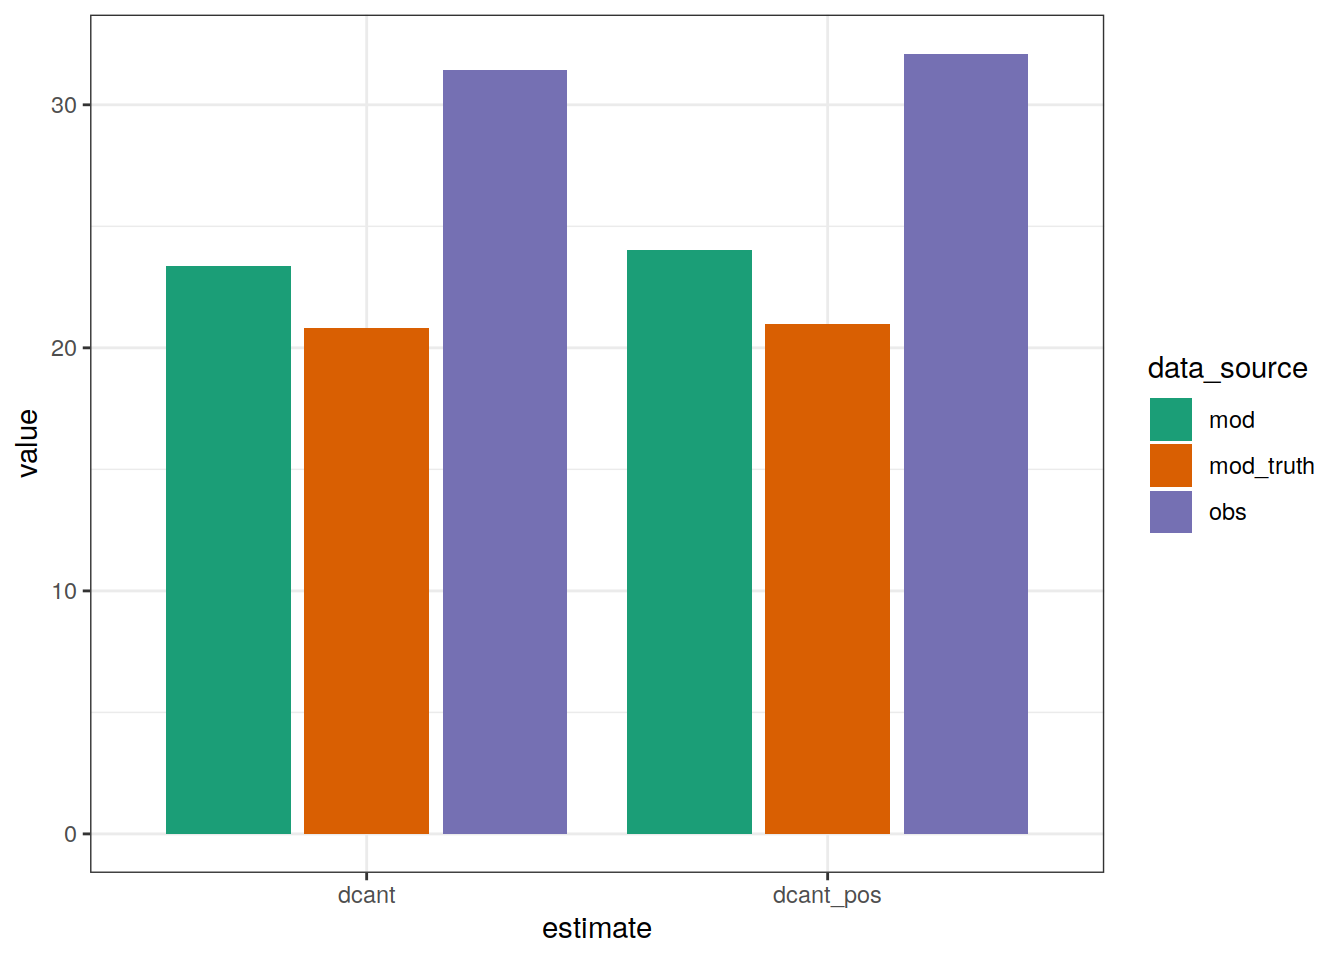 value
30
20
10
0
dcant
dcant_pos
estimate
data_source
mod
mod_truth
obs